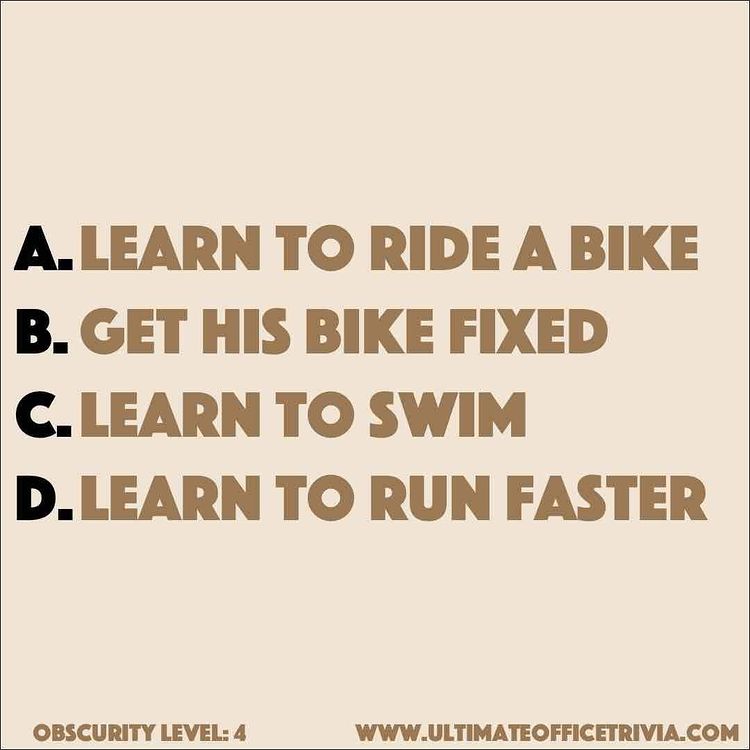 A. LEARN TO RIDE A BIKE
B. GET HIS BIKE FIXED
C. LEARN TO SWIM
D. LEARN TO RUN FASTER
OBSCURITY LEVEL: 4
WWW.ULTIMATEOFFICETRIVIA.COM